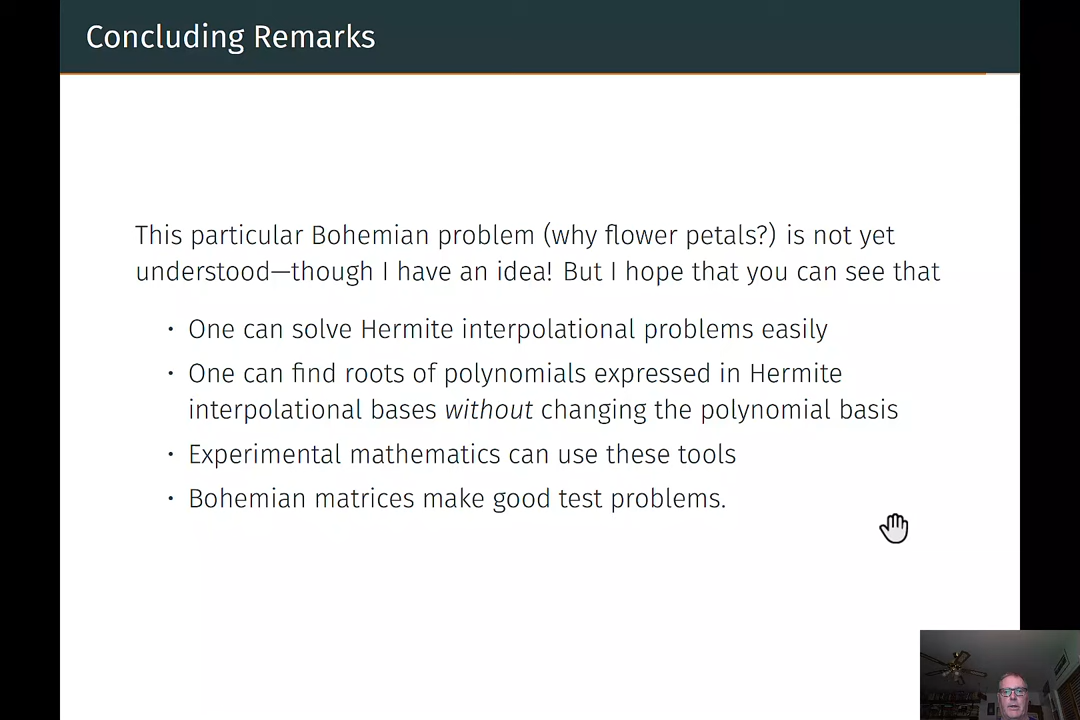 Concluding Remarks
This particular Bohemian problem (why flower petals?) is not yet
understood—though I have an idea! But I hope that you can see that
· One can solve Hermite interpolational problems easily
· One can find roots of polynomials expressed in Hermite
interpolational bases without changing the polynomial basis
· Experimental mathematics can use these tools
· Bohemian matrices make good test problems.